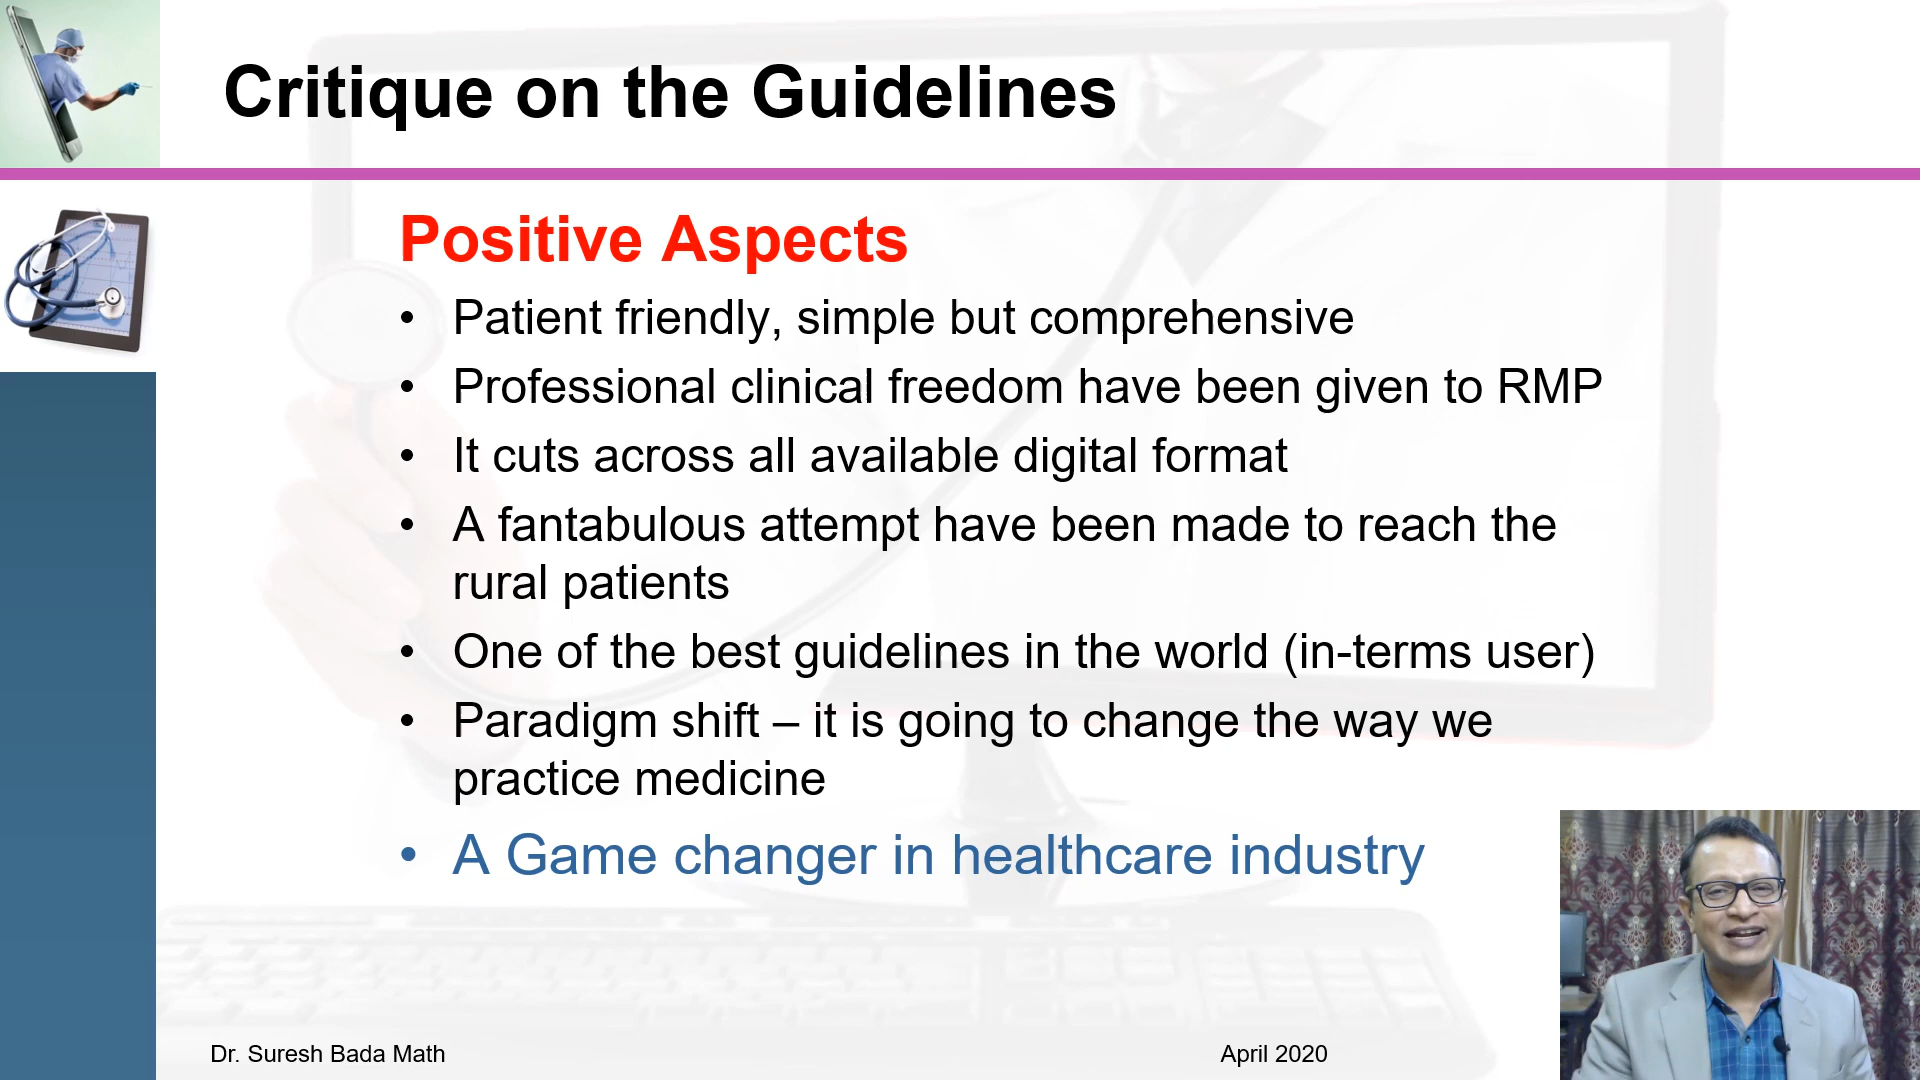 Critique on the Guidelines
Positive Aspects
• Patient friendly, simple but comprehensive
• Professional clinical freedom have been given to RMP
• It cuts across all available digital format
• A fantabulous attempt have been made to reach the
rural patients
• One of the best guidelines in the world (in-terms user)
• Paradigm shift – it is going to change the way we
practice medicine
• A Game changer in healthcare industry
Dr. Suresh Bada Math
April 2020